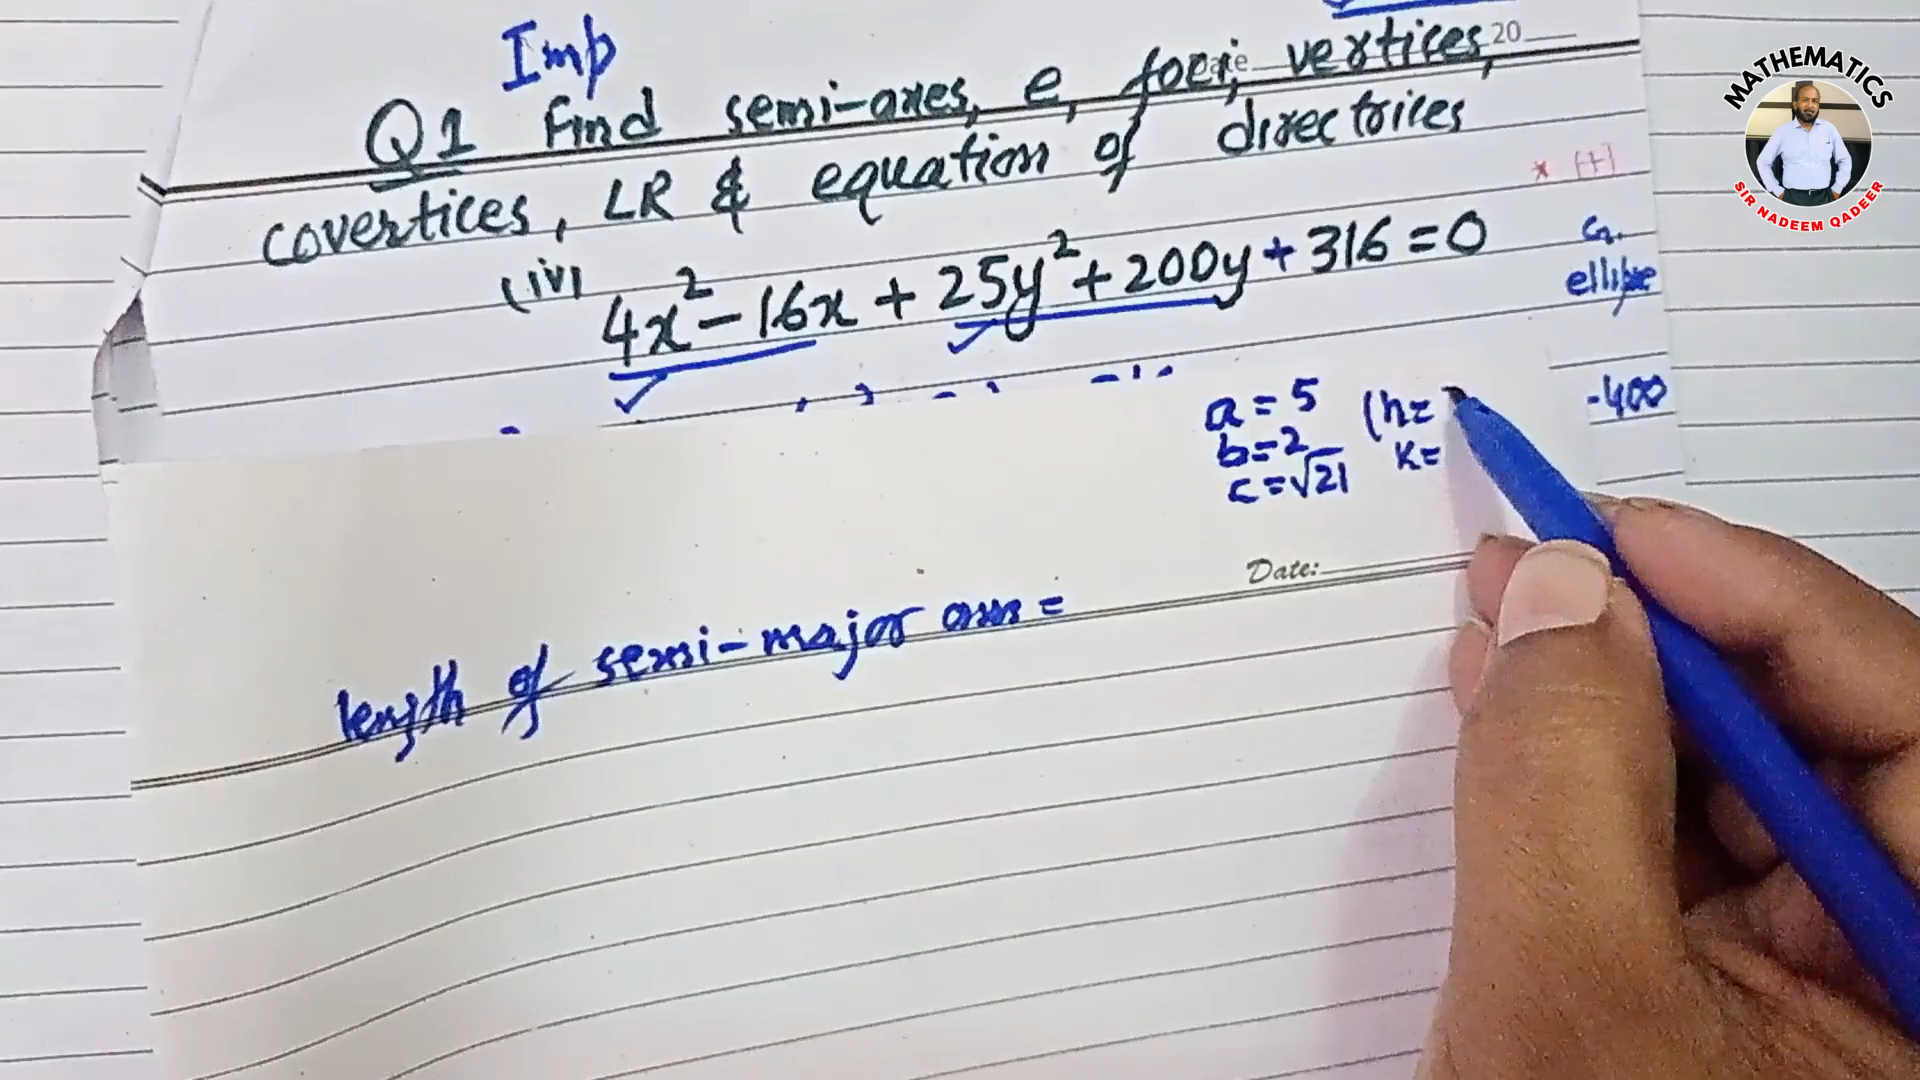 Imp
20
Q1 Find semi-axes, e, foci, vertices,
covertices, LR & equation of directrices
* [+]
(iv) 4x²-16x + 25y²+200y+316=0
G.
ellipse
a=5 (h=
b=2 k=
c=√21
-400
Date:
length of semi-major axis =
MATHEMATICS
SIR NADEEM QADEER